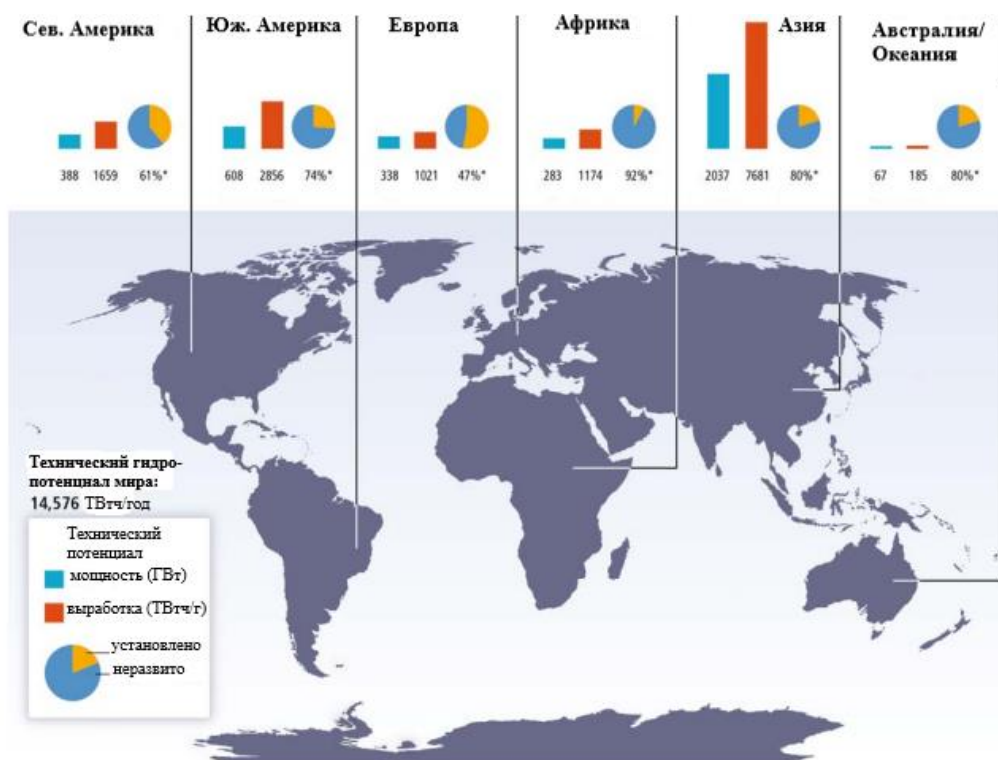 Сев. Америка
Юж. Америка
Европа
Африка
Азия
Австралия/
Океания
388 1659 61%*
608 2856 74%*
338 1021 47%*
283 1174 92%*
2037 7681 80%*
67 185 80%*
Технический гидро-
потенциал мира:
14,576 ТВтч/год
Технический
потенциал
мощность (ГВт)
выработка (ТВтч/г)
установлено
неразвито